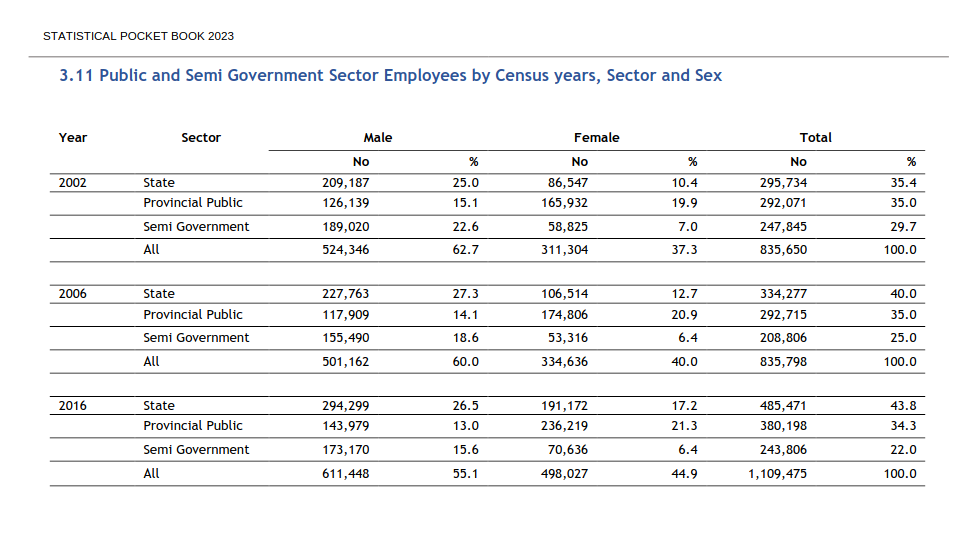 STATISTICAL POCKET BOOK 2023
3.11 Public and Semi Government Sector Employees by Census years, Sector and Sex
Year Sector Male Female Total
No % No % No %
2002 State 209,187 25.0 86,547 10.4 295,734 35.4
Provincial Public 126,139 15.1 165,932 19.9 292,071 35.0
Semi Government 189,020 22.6 58,825 7.0 247,845 29.7
All 524,346 62.7 311,304 37.3 835,650 100.0
2006 State 227,763 27.3 106,514 12.7 334,277 40.0
Provincial Public 117,909 14.1 174,806 20.9 292,715 35.0
Semi Government 155,490 18.6 53,316 6.4 208,806 25.0
All 501,162 60.0 334,636 40.0 835,798 100.0
2016 State 294,299 26.5 191,172 17.2 485,471 43.8
Provincial Public 143,979 13.0 236,219 21.3 380,198 34.3
Semi Government 173,170 15.6 70,636 6.4 243,806 22.0
All 611,448 55.1 498,027 44.9 1,109,475 100.0